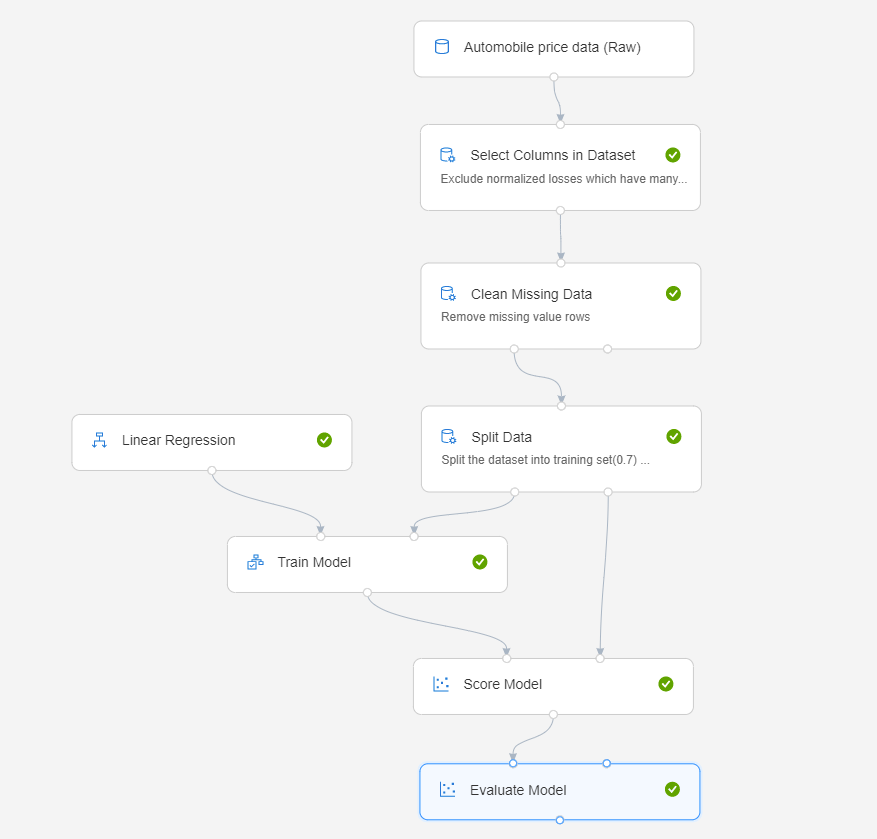 Automobile price data (Raw)
Select Columns in Dataset
Exclude normalized losses which have many...
Clean Missing Data
Remove missing value rows
Linear Regression
Split Data
Split the dataset into training set(0.7) ...
Train Model
Score Model
Evaluate Model